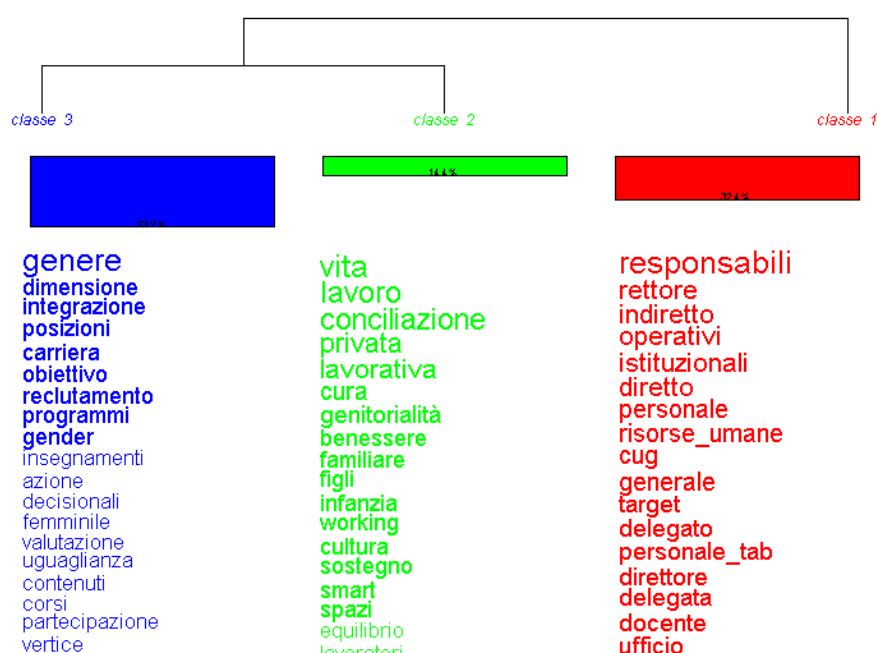 classe 3
classe 2
classe 1
14.4%
32.4%
genere
dimensione
integrazione
posizioni
carriera
obiettivo
reclutamento
programmi
gender
insegnamenti
azione
decisionali
femminile
valutazione
uguaglianza
contenuti
corsi
partecipazione
vertice
vita
lavoro
conciliazione
privata
lavorativa
cura
genitorialità
benessere
familiare
figli
infanzia
working
cultura
sostegno
smart
spazi
equilibrio
lavoratori
responsabili
rettore
indiretto
operativi
istituzionali
diretto
personale
risorse_umane
cug
generale
target
delegato
personale_tab
direttore
delegata
docente
ufficio